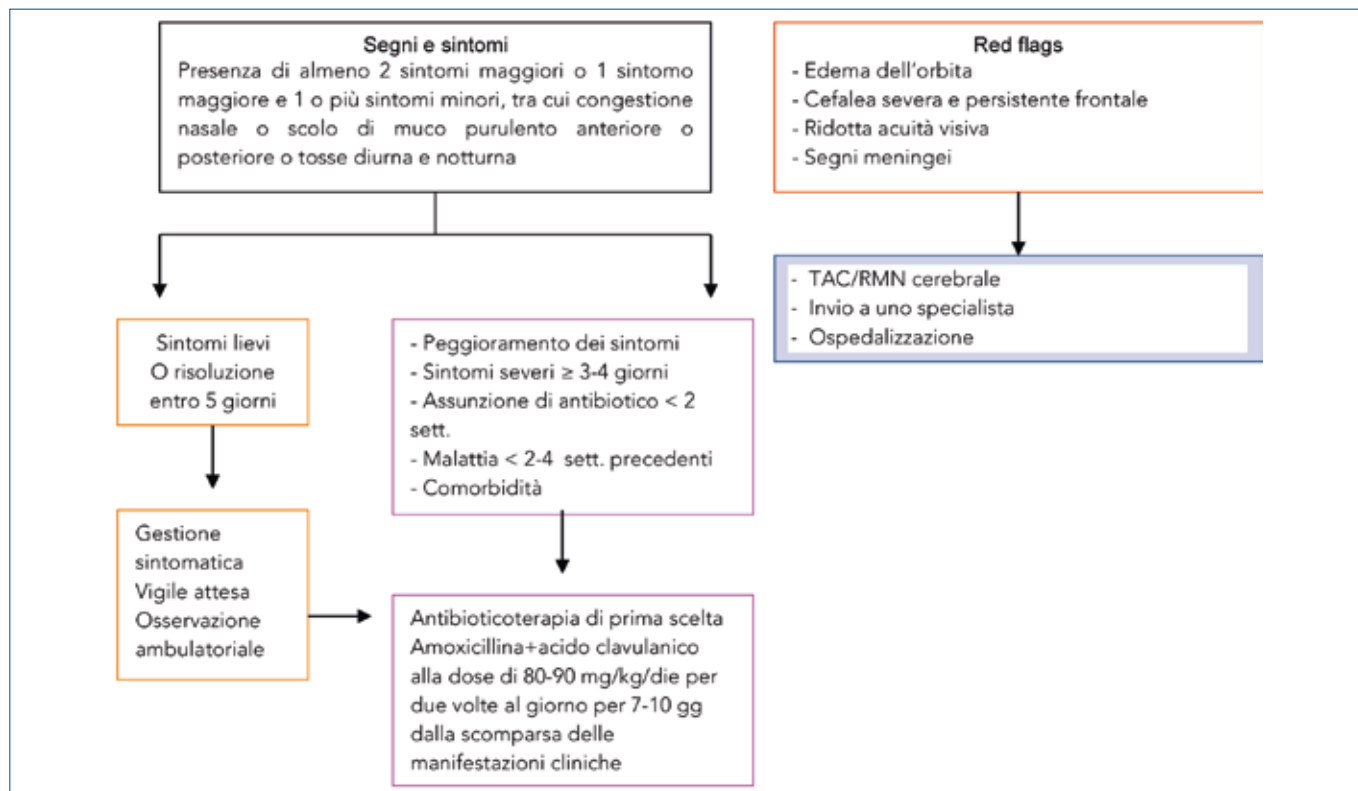 Segni e sintomi
Presenza di almeno 2 sintomi maggiori o 1 sintomo
maggiore e 1 o più sintomi minori, tra cui congestione
nasale o scolo di muco purulento anteriore o
posteriore o tosse diurna e notturna
Red flags
- Edema dell'orbita
- Cefalea severa e persistente frontale
- Ridotta acuità visiva
- Segni meningei
- TAC/RMN cerebrale
- Invio a uno specialista
- Ospedalizzazione
Sintomi lievi
O risoluzione
entro 5 giorni
- Peggioramento dei sintomi
- Sintomi severi ≥ 3-4 giorni
- Assunzione di antibiotico < 2
sett.
- Malattia < 2-4 sett. precedenti
- Comorbidità
Gestione
sintomatica
Vigile attesa
Osservazione
ambulatoriale
Antibioticoterapia di prima scelta
Amoxicillina+acido clavulanico
alla dose di 80-90 mg/kg/die per
due volte al giorno per 7-10 gg
dalla scomparsa delle
manifestazioni cliniche